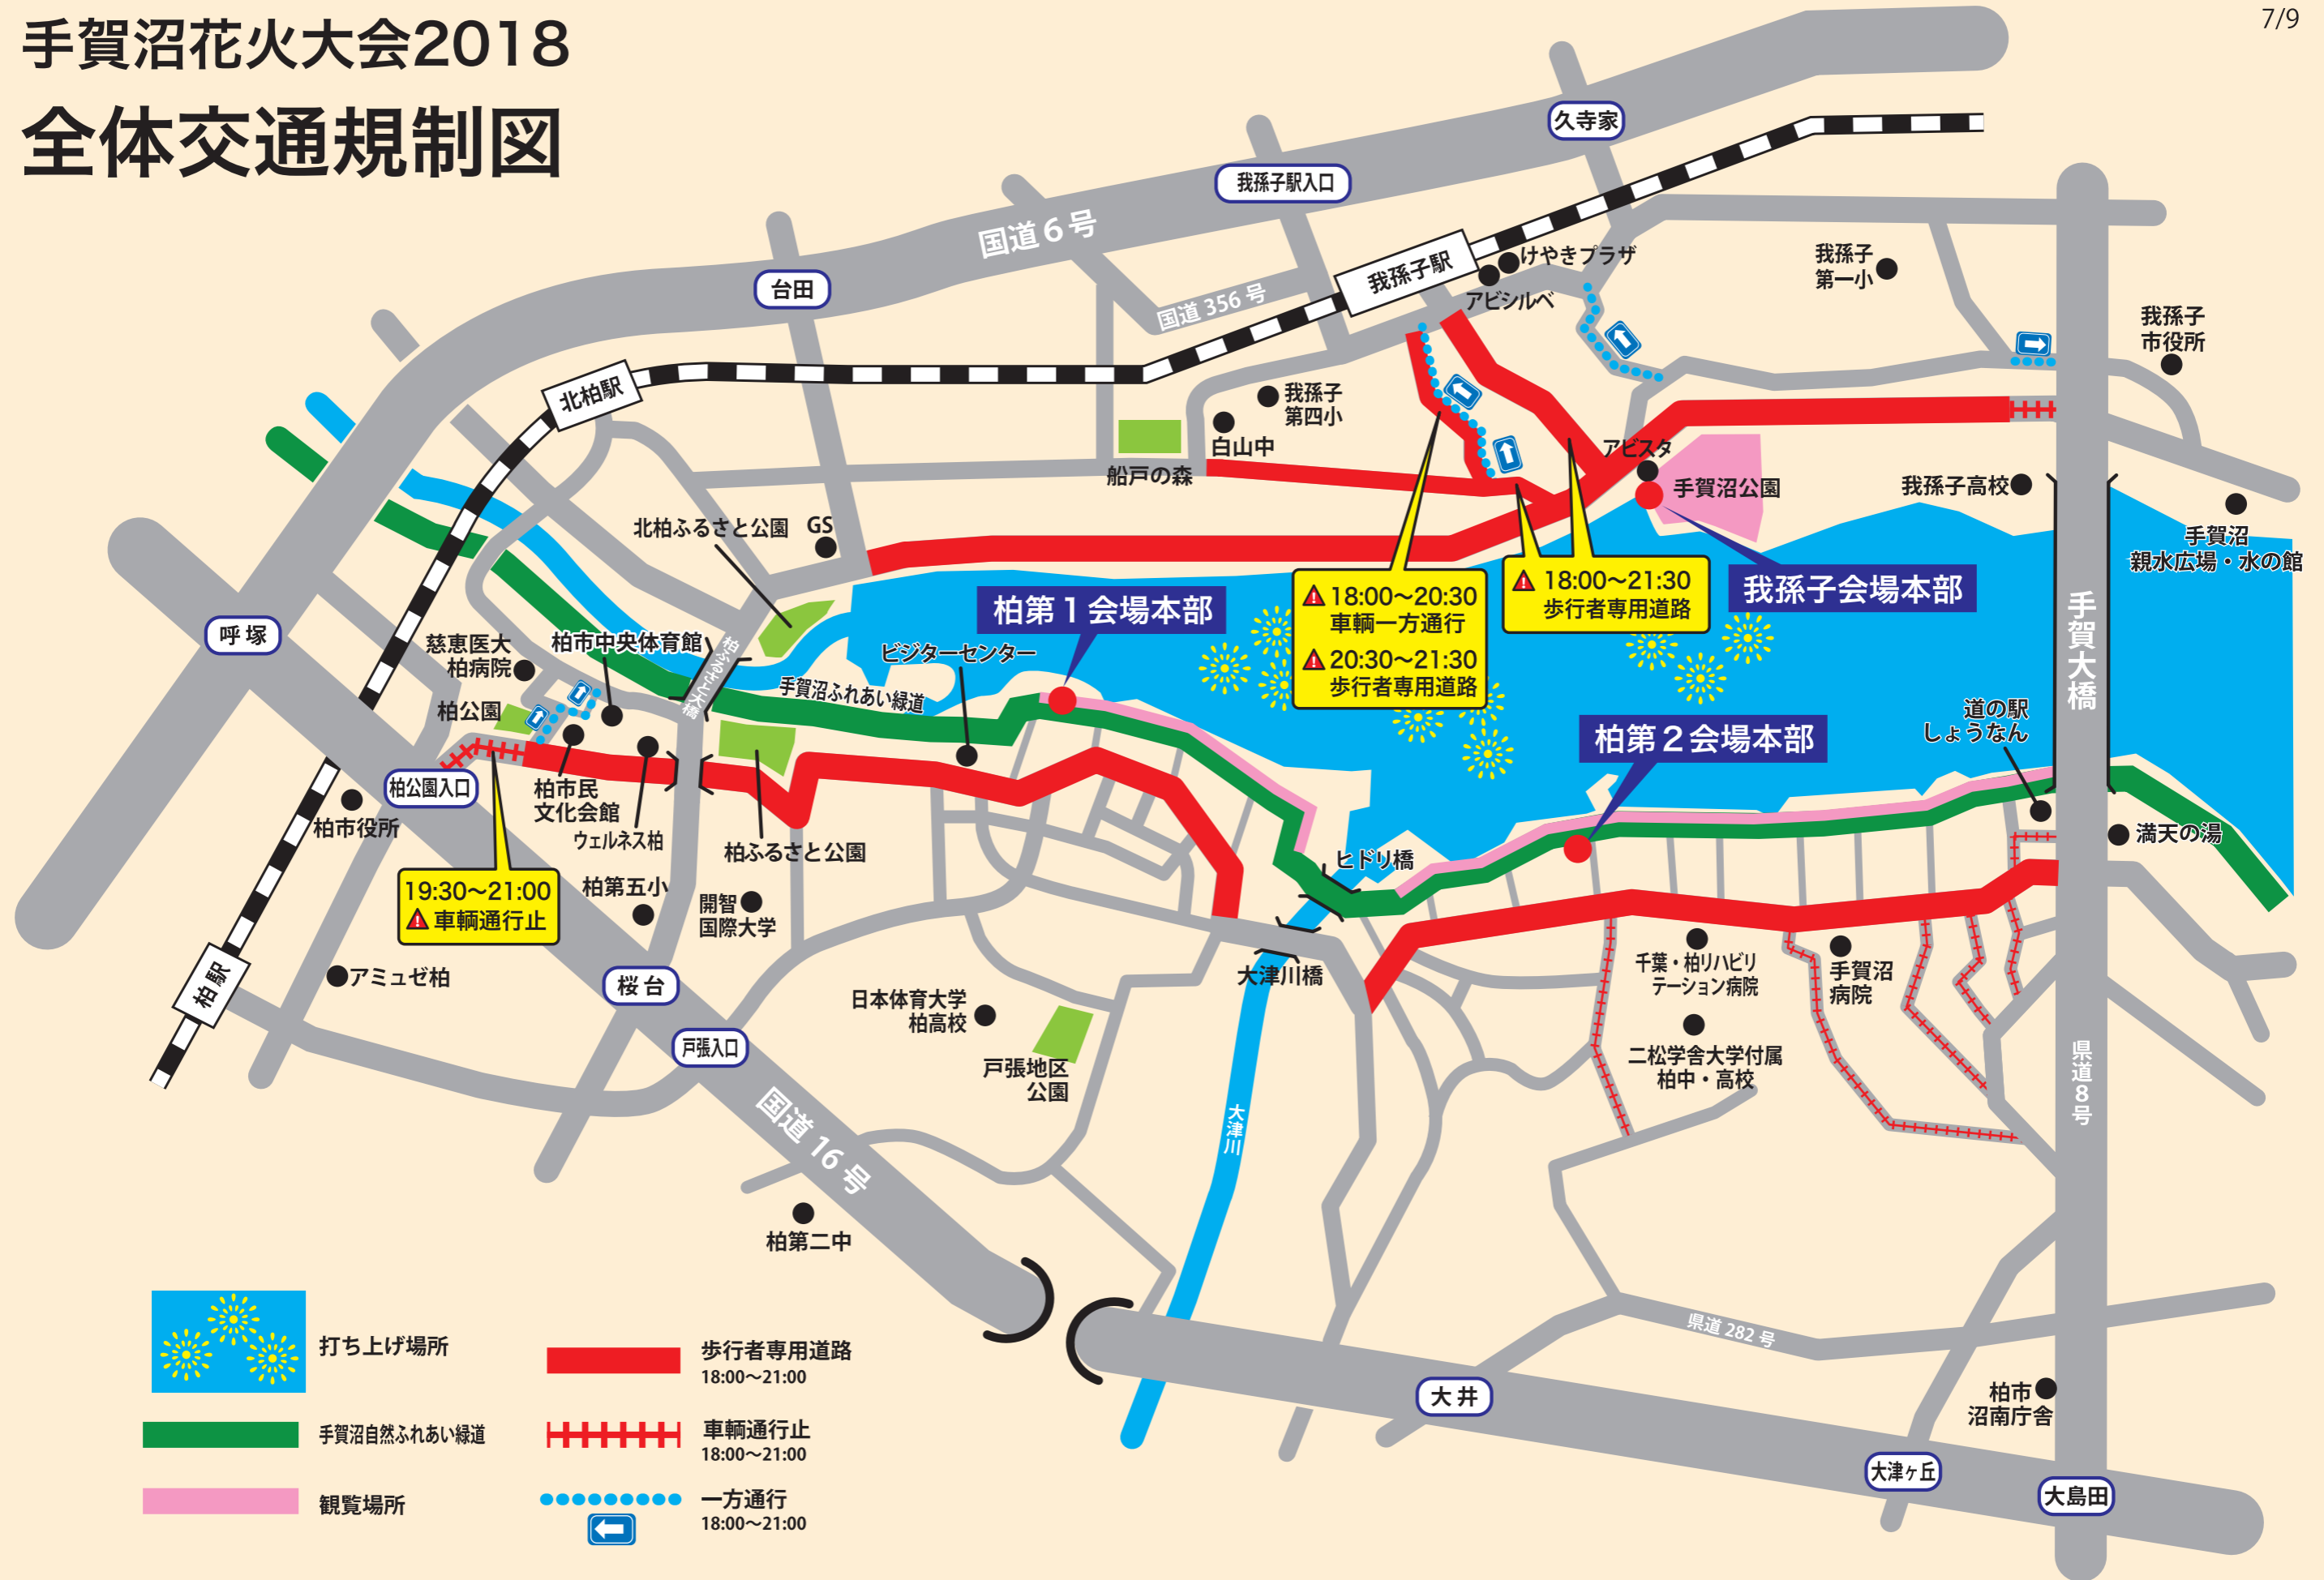 手賀沼花火大会2018
全体交通規制図
7/9
久寺家
我孫子駅入口
国道6号
台田
国道356号
我孫子駅
けやきプラザ
アビシルベ
我孫子
第一小
我孫子
市役所
北柏駅
我孫子
第四小
白山中
船戸の森
アビスタ
手賀沼公園
我孫子高校
手賀沼
親水広場・水の館
北柏ふるさと公園
GS
呼塚
慈恵医大
柏病院
柏市中央体育館
柏ふるさと大橋
手賀沼ふれあい緑道
ビジターセンター
柏第1会場本部
18:00〜20:30
車輌一方通行
20:30〜21:30
歩行者専用道路
18:00〜21:30
歩行者専用道路
我孫子会場本部
手賀大橋
柏第2会場本部
道の駅
しょうなん
満天の湯
柏公園
柏公園入口
柏市役所
柏市民
文化会館
ウェルネス柏
柏ふるさと公園
19:30〜21:00
車輌通行止
柏第五小
開智
国際大学
ヒドリ橋
大津川橋
柏駅
アミュゼ柏
桜台
戸張入口
日本体育大学
柏高校
戸張地区
公園
千葉・柏リハビリ
テーション病院
手賀沼
病院
二松学舎大学付属
柏中・高校
県道8号
大津川
国道16号
柏第二中
県道282号
大井
柏市
沼南庁舎
大津ヶ丘
大島田
打ち上げ場所
手賀沼自然ふれあい緑道
観覧場所
歩行者専用道路
18:00〜21:00
車輌通行止
18:00〜21:00
一方通行
18:00〜21:00